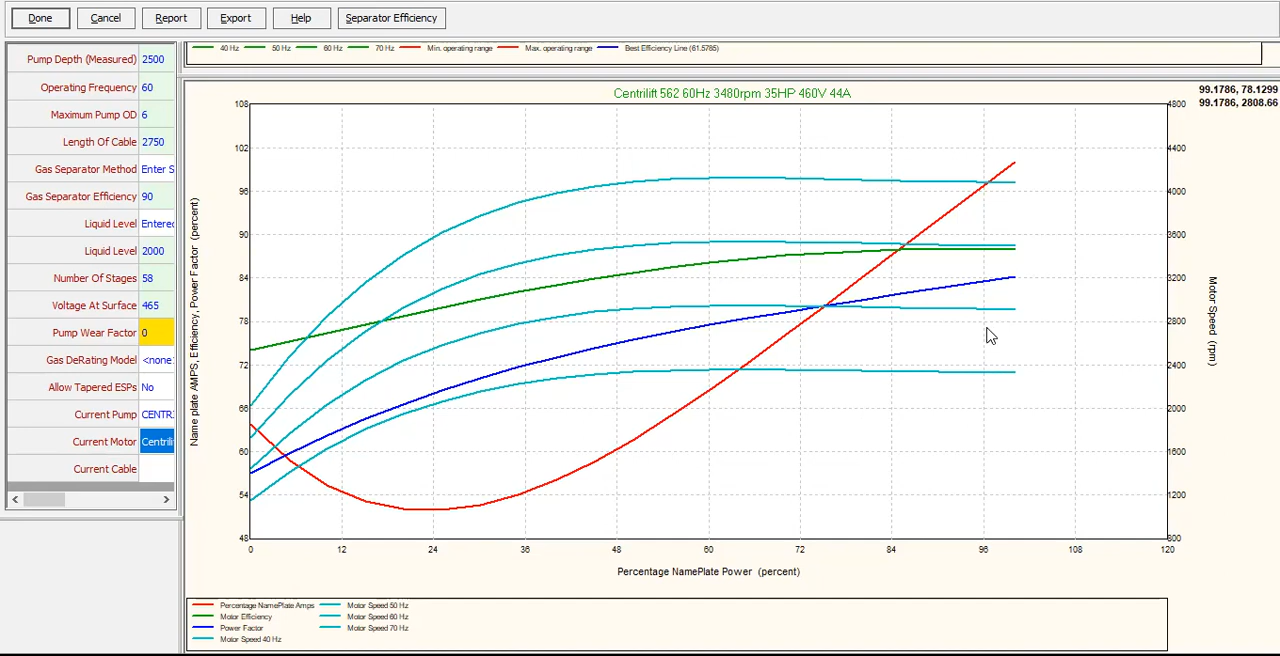 Done Cancel Report Export Help Separator Efficiency
40 Hz 50 Hz 60 Hz 70 Hz Min. operating range Max. operating range Best Efficiency Line (61.5785)
Pump Depth (Measured) 2500
Operating Frequency 60
Maximum Pump OD 6
Length Of Cable 2750
Gas Separator Method Enter S
Gas Separator Efficiency 90
Liquid Level Entered
Liquid Level 2000
Number Of Stages 58
Voltage At Surface 465
Pump Wear Factor 0
Gas DeRating Model <none
Allow Tapered ESPs No
Current Pump CENTR
Current Motor Centrili
Current Cable
Centrilift 562 60Hz 3480rpm 35HP 460V 44A
99.1786, 78.1299
99.1786, 2808.66
Name plate AMPS, Efficiency, Power Factor (percent)
108
102
96
90
84
78
72
66
60
54
48
4800
4400
4000
3600
3200
2800
2400
2000
1600
1200
800
Motor Speed (rpm)
0 12 24 36 48 60 72 84 96 108 120
Percentage NamePlate Power (percent)
Percentage NamePlate Amps Motor Speed 50 Hz
Motor Efficiency Motor Speed 60 Hz
Power Factor Motor Speed 70 Hz
Motor Speed 40 Hz